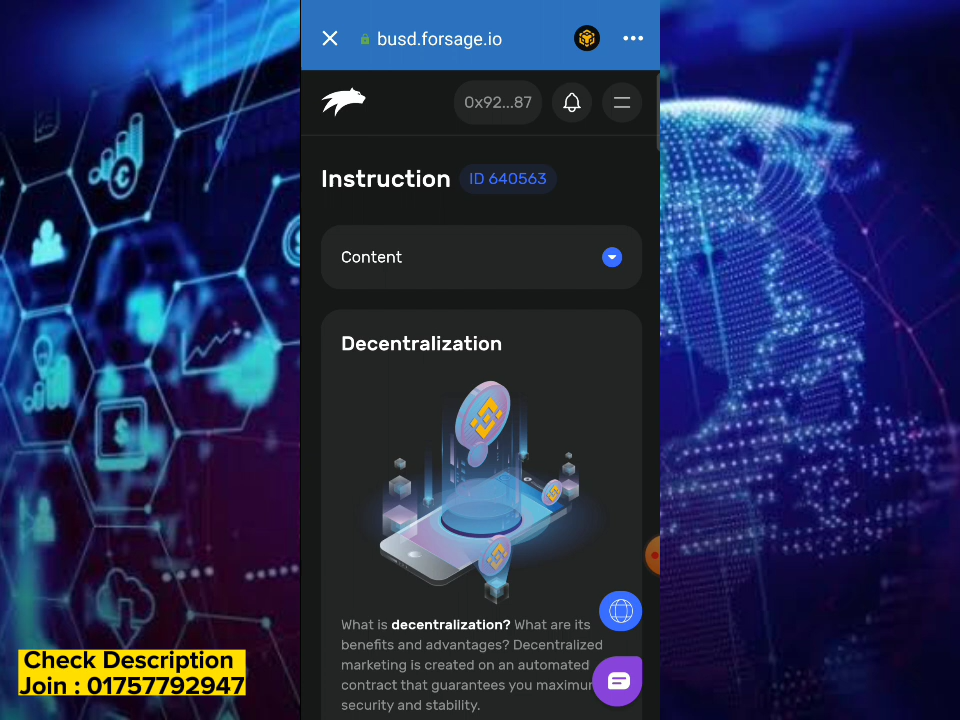 busd.forsage.io
0x92...87
Instruction
ID 640563
Content
Decentralization
What is decentralization? What are its
benefits and advantages? Decentralized
marketing is created on an automated
contract that guarantees you maximum
security and stability.
Check Description
Join : 01757792947